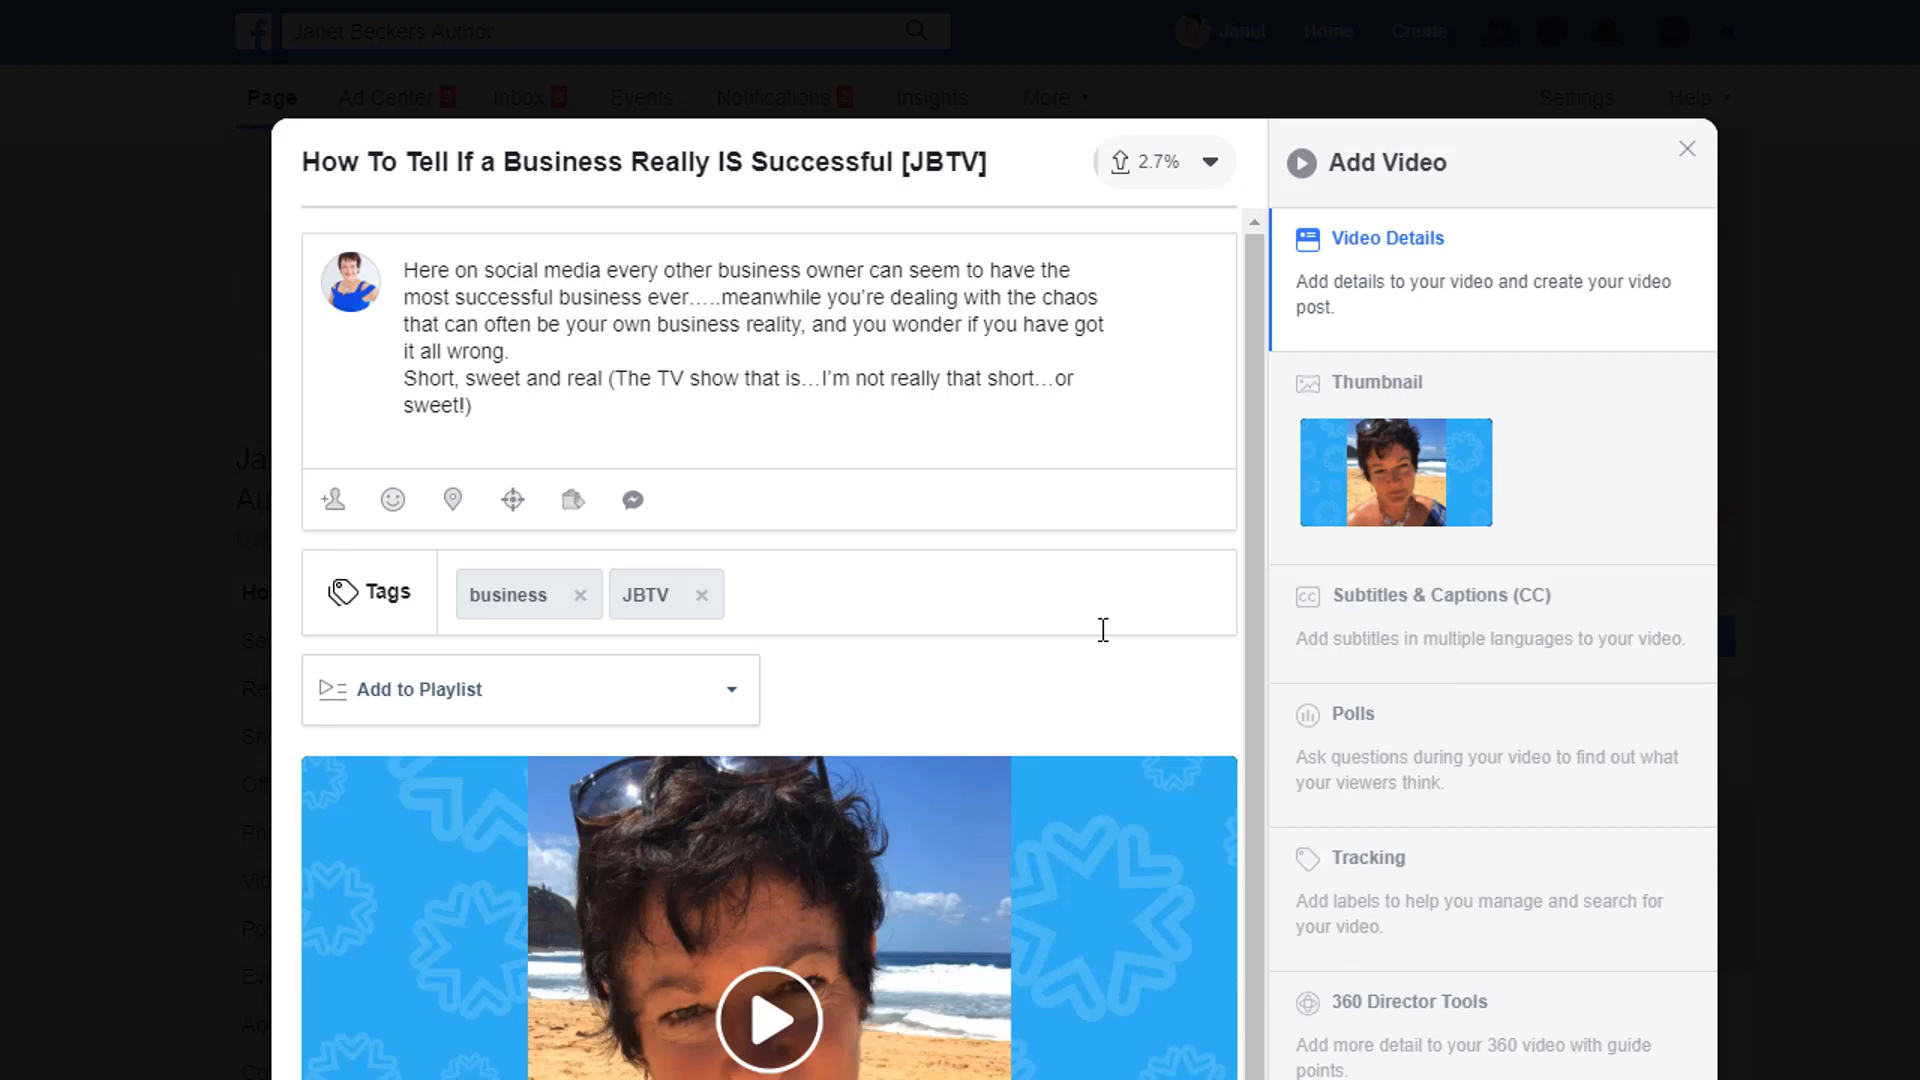 Janet Beckers Author
Janet
Home
Create
Page
Ad Center
Inbox
Events
Notifications
Insights
More
Settings
Help
How To Tell If a Business Really IS Successful [JBTV]
2.7%
Here on social media every other business owner can seem to have the
most successful business ever…..meanwhile you’re dealing with the chaos
that can often be your own business reality, and you wonder if you have got
it all wrong.
Short, sweet and real (The TV show that is…I’m not really that short…or
sweet!)
Tags
business
JBTV
Add to Playlist
Add Video
Video Details
Add details to your video and create your video
post.
Thumbnail
CC
Subtitles & Captions (CC)
Add subtitles in multiple languages to your video.
Polls
Ask questions during your video to find out what
your viewers think.
Tracking
Add labels to help you manage and search for
your video.
360 Director Tools
Add more detail to your 360 video with guide
points.